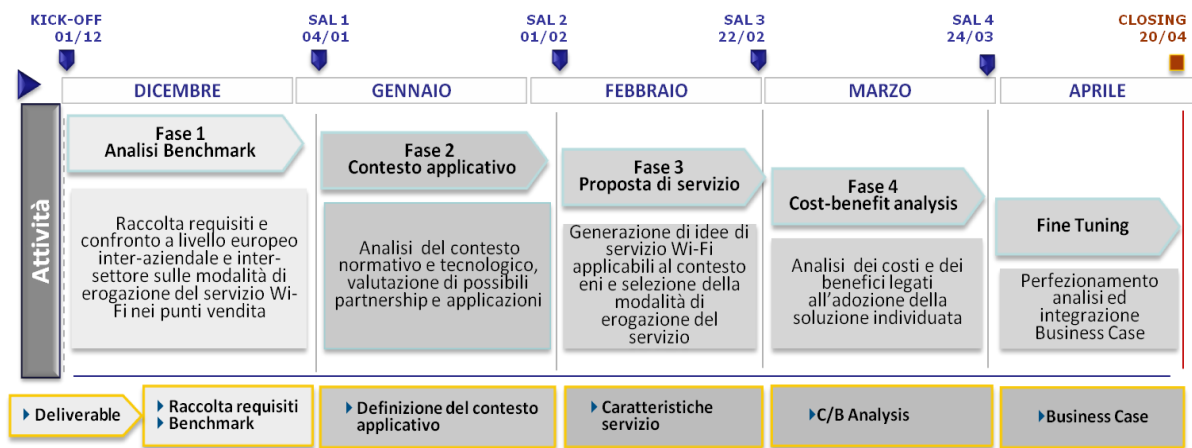 KICK-OFF
01/12
SAL 1
04/01
SAL 2
01/02
SAL 3
22/02
SAL 4
24/03
CLOSING
20/04
DICEMBRE
GENNAIO
FEBBRAIO
MARZO
APRILE
Attività
Fase 1
Analisi Benchmark
Raccolta requisiti e
confronto a livello europeo
inter-aziendale e inter-
settore sulle modalità di
erogazione del servizio Wi-
Fi nei punti vendita
Fase 2
Contesto applicativo
Analisi del contesto
normativo e tecnologico,
valutazione di possibili
partnership e applicazioni
Fase 3
Proposta di servizio
Generazione di idee di
servizio Wi-Fi
applicabili al contesto
eni e selezione della
modalità di
erogazione del
servizio
Fase 4
Cost-benefit analysis
Analisi dei costi e dei
benefici legati
all’adozione della
soluzione individuata
Fine Tuning
Perfezionamento
analisi ed
integrazione
Business Case
Deliverable
Raccolta requisiti
Benchmark
Definizione del contesto
applicativo
Caratteristiche
servizio
C/B Analysis
Business Case